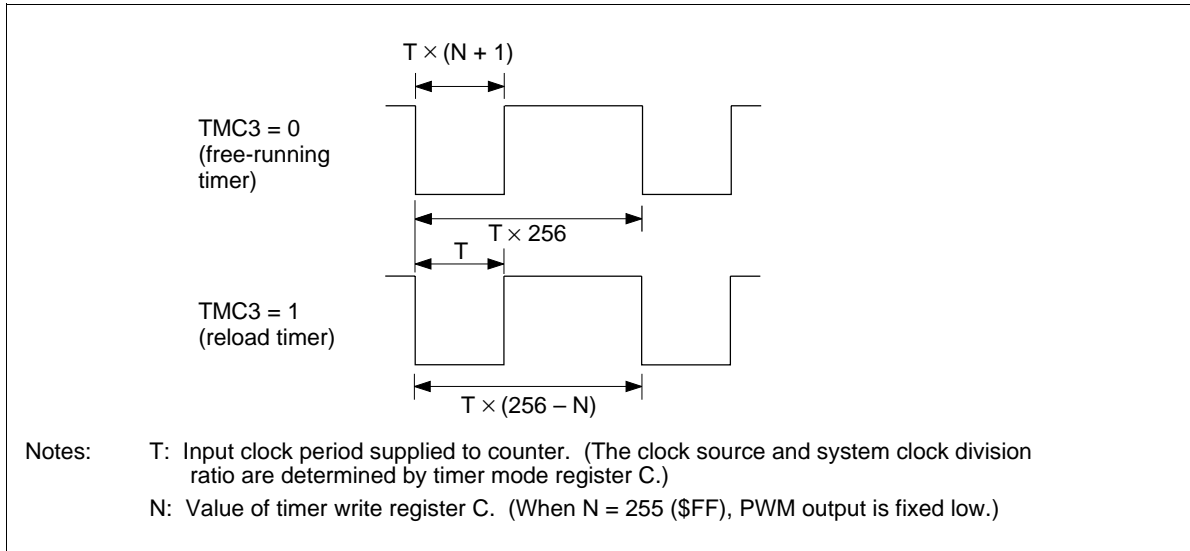 T × (N + 1)
TMC3 = 0
(free-running
timer)
T × 256
T
TMC3 = 1
(reload timer)
T × (256 – N)
Notes: T: Input clock period supplied to counter. (The clock source and system clock division
ratio are determined by timer mode register C.)
N: Value of timer write register C. (When N = 255 ($FF), PWM output is fixed low.)